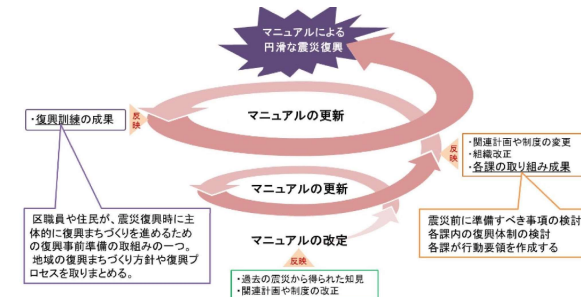 マニュアルによる
円滑な震災復興
マニュアルの更新
・復興訓練の成果
反映
反映
・関連計画や制度の変更
・組織改正
・各課の取り組み成果
マニュアルの更新
区職員や住民が、震災復興時に主
体的に復興まちづくりを進めるため
の復興事前準備の取組みの一つ。
地域の復興まちづくり方針や復興プ
ロセスを取りまとめる。
震災前に準備すべき事項の検討
各課内の復興体制の検討
各課が行動要領を作成する
マニュアルの改定
反映
・過去の震災から得られた知見
・関連計画や制度の改正